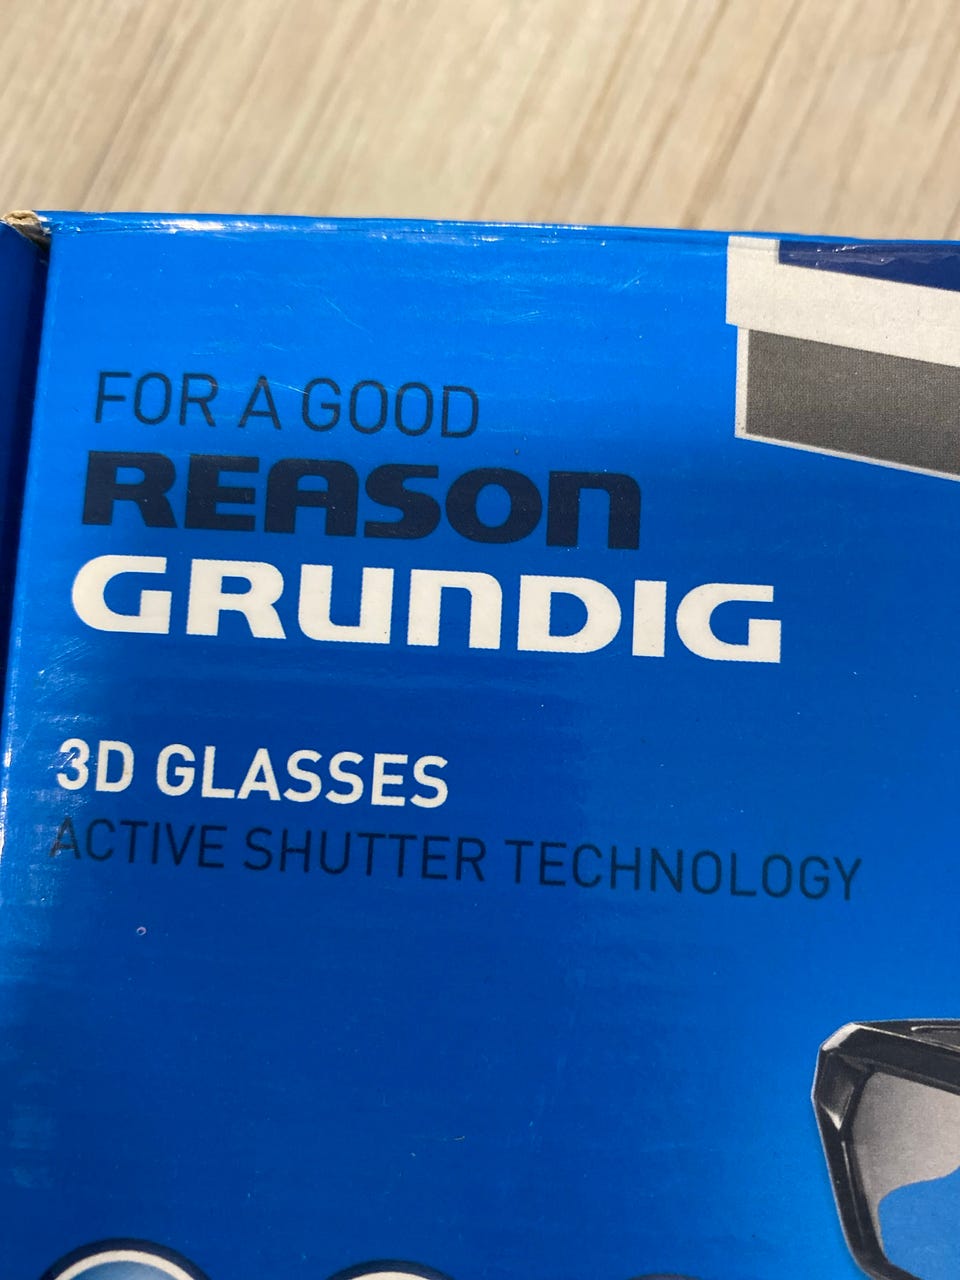 FOR A GOOD
REASON
GRUNDIG
3D GLASSES
ACTIVE SHUTTER TECHNOLOGY